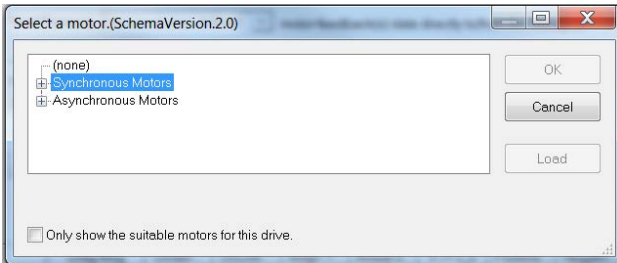 Select a motor.(SchemaVersion.2.0)
(none)
Synchronous Motors
Asynchronous Motors
OK
Cancel
Load
Only show the suitable motors for this drive.